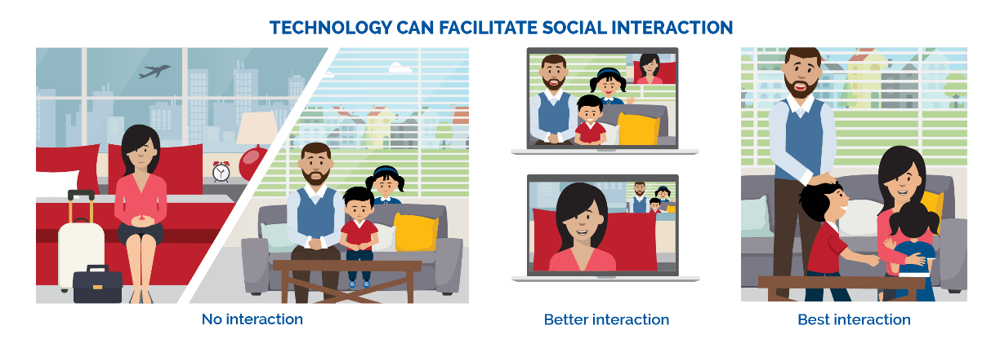 TECHNOLOGY CAN FACILITATE SOCIAL INTERACTION
No interaction
Better interaction
Best interaction